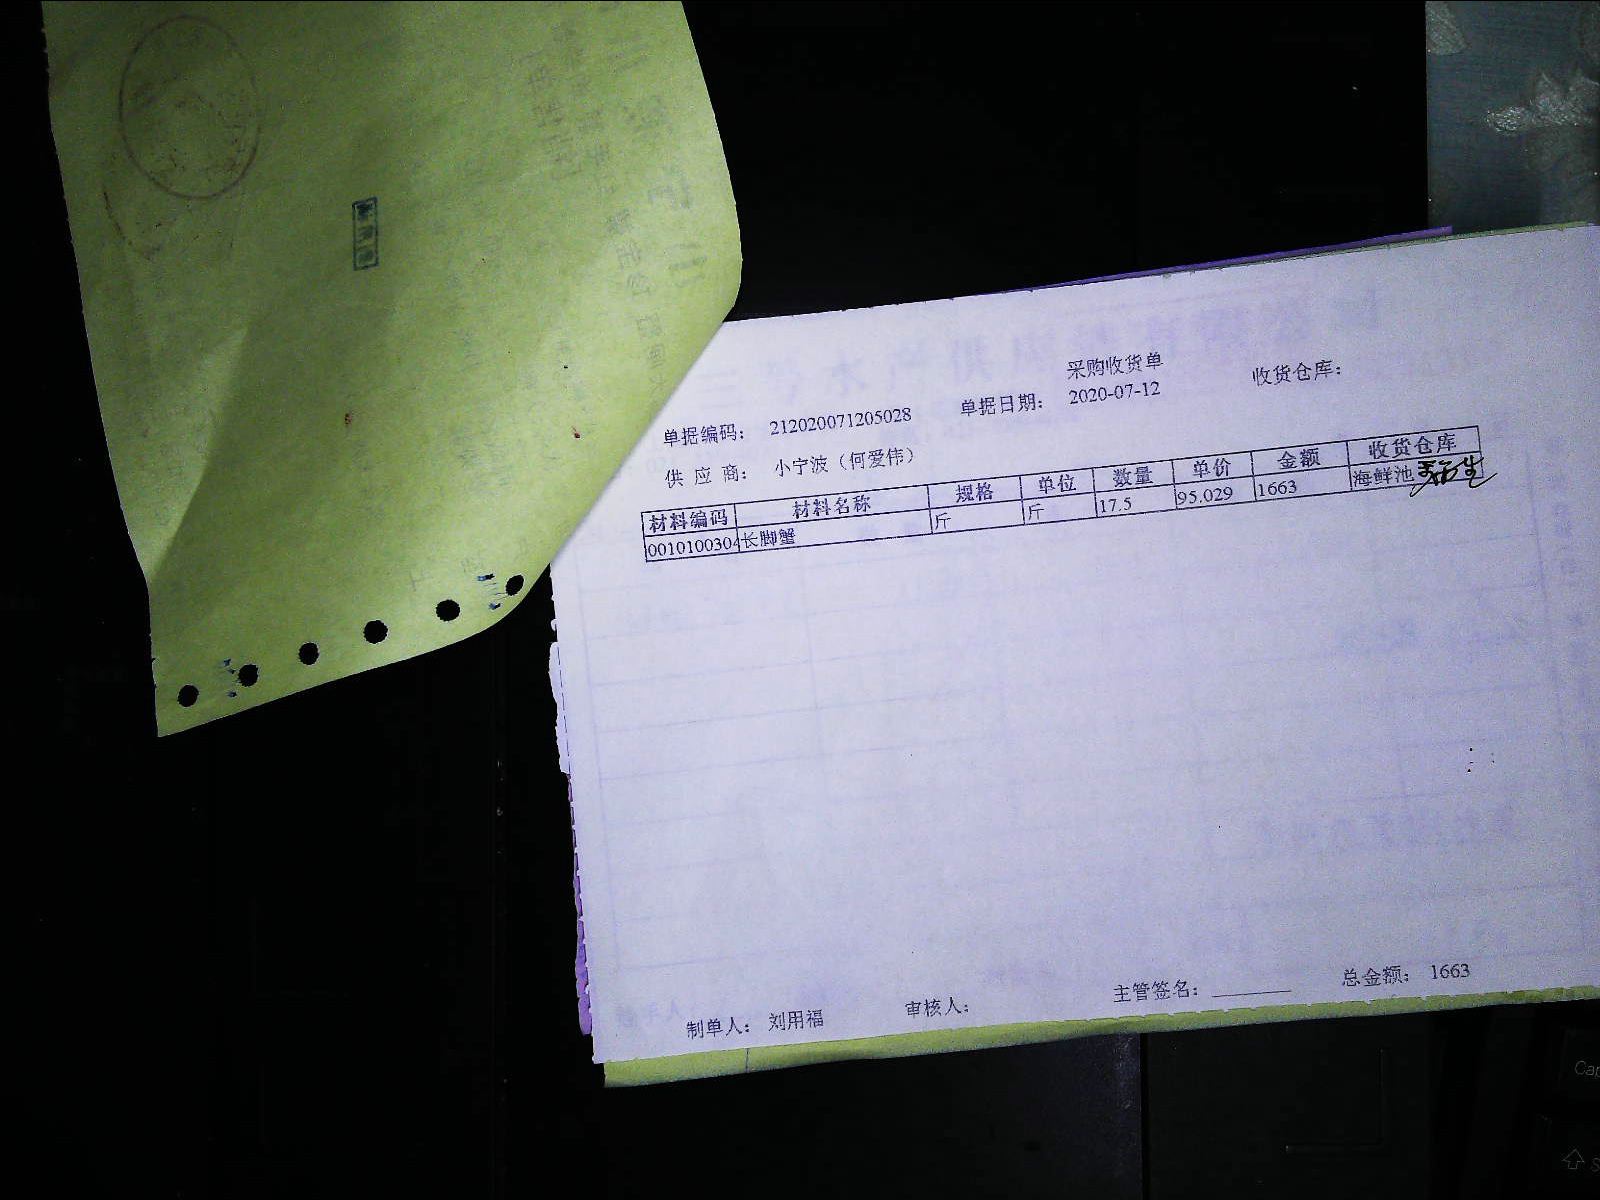 采购收货单
单据编码： 212020071205028 单据日期： 2020-07-12 收货仓库：
供 应 商： 小宁波（何爱伟）
材料编码 材料名称 规格 单位 数量 单价 金额 收货仓库
0010100304 长脚蟹 斤 斤 17.5 95.029 1663 海鲜池
制单人： 刘用福 审核人： 主管签名： ________ 总金额： 1663